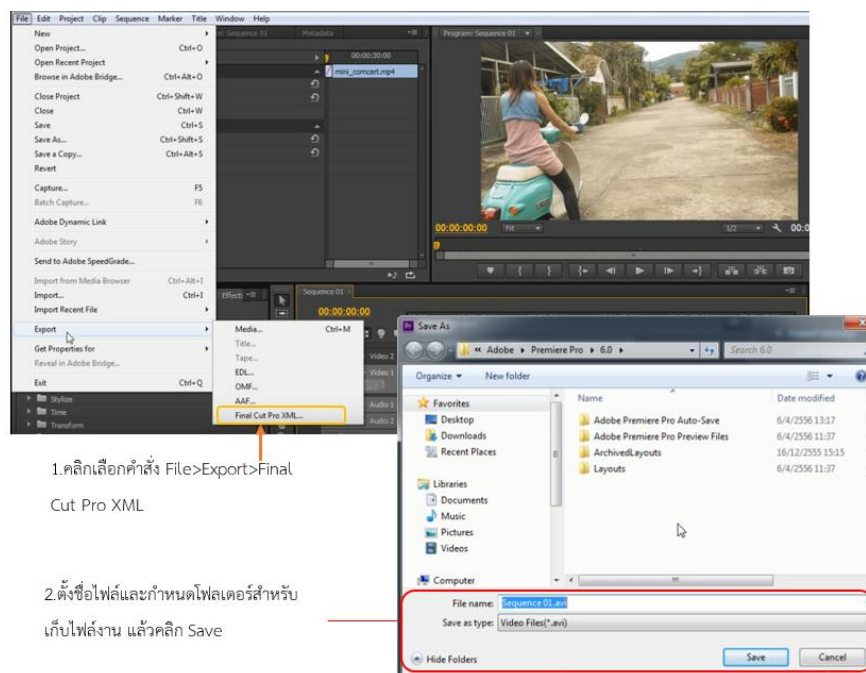 File Edit Project Clip Sequence Marker Title Window Help
New
Open Project... Ctrl+O
Open Recent Project
Browse in Adobe Bridge... Ctrl+Alt+O
Close Project Ctrl+Shift+W
Close Ctrl+W
Save Ctrl+S
Save As... Ctrl+Shift+S
Save a Copy... Ctrl+Alt+S
Revert
Capture... F5
Batch Capture... F6
Adobe Dynamic Link
Adobe Story
Send to Adobe SpeedGrade...
Import from Media Browser Ctrl+Alt+I
Import... Ctrl+I
Import Recent File
Export
Get Properties for
Reveal in Adobe Bridge...
Exit Ctrl+Q
Stylize
Time
Transform
Media... Ctrl+M
Title...
Tape...
EDL...
OMF...
AAF...
Final Cut Pro XML...
Sequence 01
Metadata
00:00:30:00
mini_comcert.mp4
Program: Sequence 01
00:00:00:00 Fit 1/2
Effects
Sequence 01
00:00:00:00
Video 2
Video 1
Audio 1
Audio 2
1.คลิกเลือกคำสั่ง File>Export>Final
Cut Pro XML
2.ตั้งชื่อไฟล์และกำหนดโฟลเดอร์สำหรับ
เก็บไฟล์งาน แล้วคลิก Save
Save As
Adobe Premiere Pro 6.0 Search 6.0
Organize New folder
Favorites
Desktop
Downloads
Recent Places
Libraries
Documents
Music
Pictures
Videos
Computer
Name Date modified
Adobe Premiere Pro Auto-Save 6/4/2556 13:17
Adobe Premiere Pro Preview Files 6/4/2556 11:37
ArchivedLayouts 16/12/2555 15:15
Layouts 6/4/2556 11:37
File name: Sequence 01.avi
Save as type: Video Files(*.avi)
Hide Folders Save Cancel